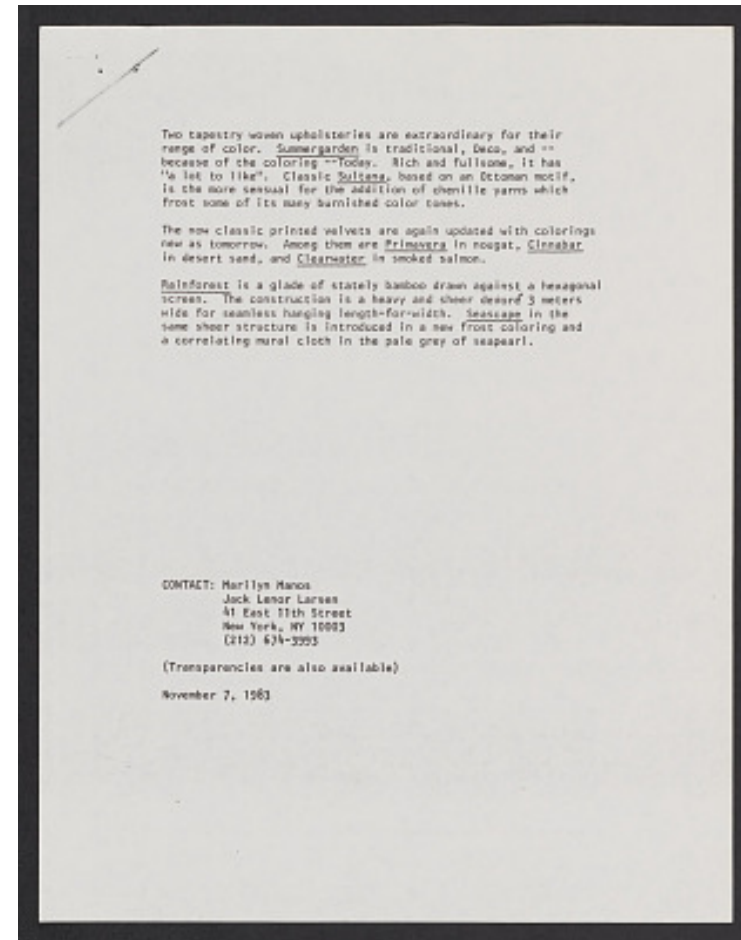 Two tapestry woven upholsteries are extraordinary for their
range of color. Summergarden is traditional, Deco, and --
because of the coloring --Today. Rich and fullsome, it has
"a lot to like". Classic Sultana, based on an Ottoman motif,
is the more sensual for the addition of chenille yarns which
frost some of its many burnished color tones.
The now classic printed velvets are again updated with colorings
new as tomorrow. Among them are Primavera in nougat, Cinnabar
in desert sand, and Clearwater in smoked salmon.
Rainforest is a glade of stately bamboo drawn against a hexagonal
screen. The construction is a heavy and sheer 3 meters
wide for seamless hanging length-for-width. Seascape in the
same sheer structure is introduced in a new frost coloring and
a correlating mural cloth in the pale grey of seapearl.
CONTACT: Marilyn Manos
Jack Lenor Larsen
41 East 11th Street
New York, NY 10003
(212) 674-3993
(Transparencies are also available)
November 7, 1983